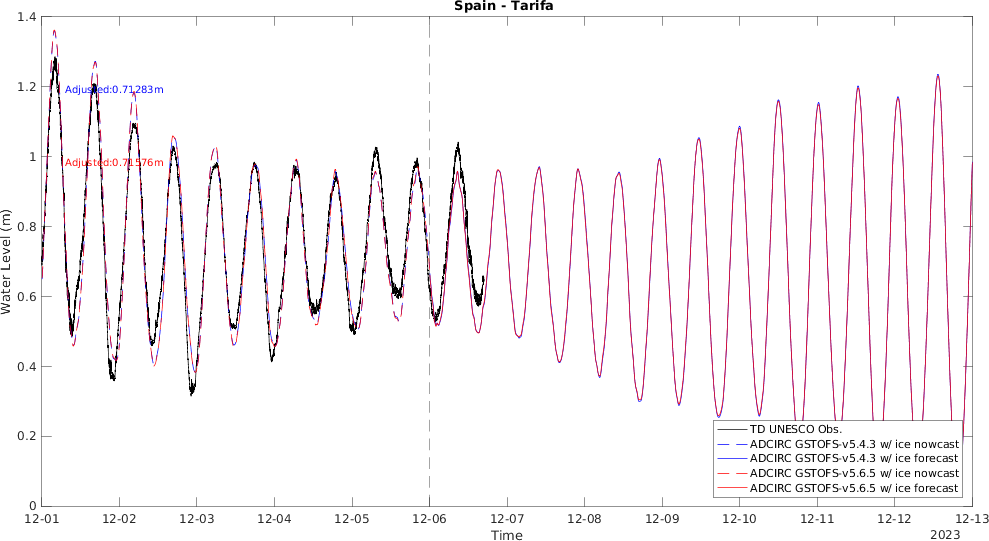 Spain - Tarifa
1.4
1.2
1
0.8
0.6
0.4
0.2
0
Water Level (m)
Adjusted:0.71283m
Adjusted:0.71576m
TD UNESCO Obs.
ADCIRC GSTOFS-v5.4.3 w/ ice nowcast
ADCIRC GSTOFS-v5.4.3 w/ ice forecast
ADCIRC GSTOFS-v5.6.5 w/ ice nowcast
ADCIRC GSTOFS-v5.6.5 w/ ice forecast
12-01 12-02 12-03 12-04 12-05 12-06 12-07 12-08 12-09 12-10 12-11 12-12 12-13
Time
2023